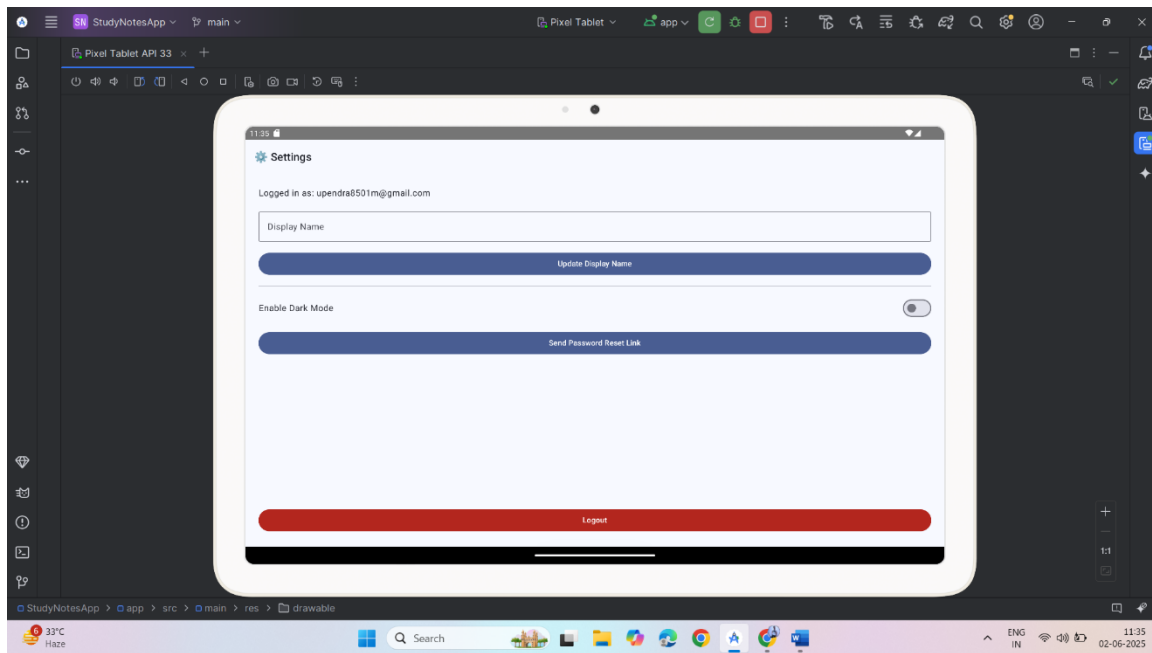 SN StudyNotesApp main Pixel Tablet app
Pixel Tablet API 33
11:35
Settings
Logged in as: upendra8501m@gmail.com
Display Name
Update Display Name
Enable Dark Mode
Send Password Reset Link
Logout
1:1
StudyNotesApp > app > src > main > res > drawable
6 33°C
Haze
Search
ENG
IN
11:35
02-06-2025